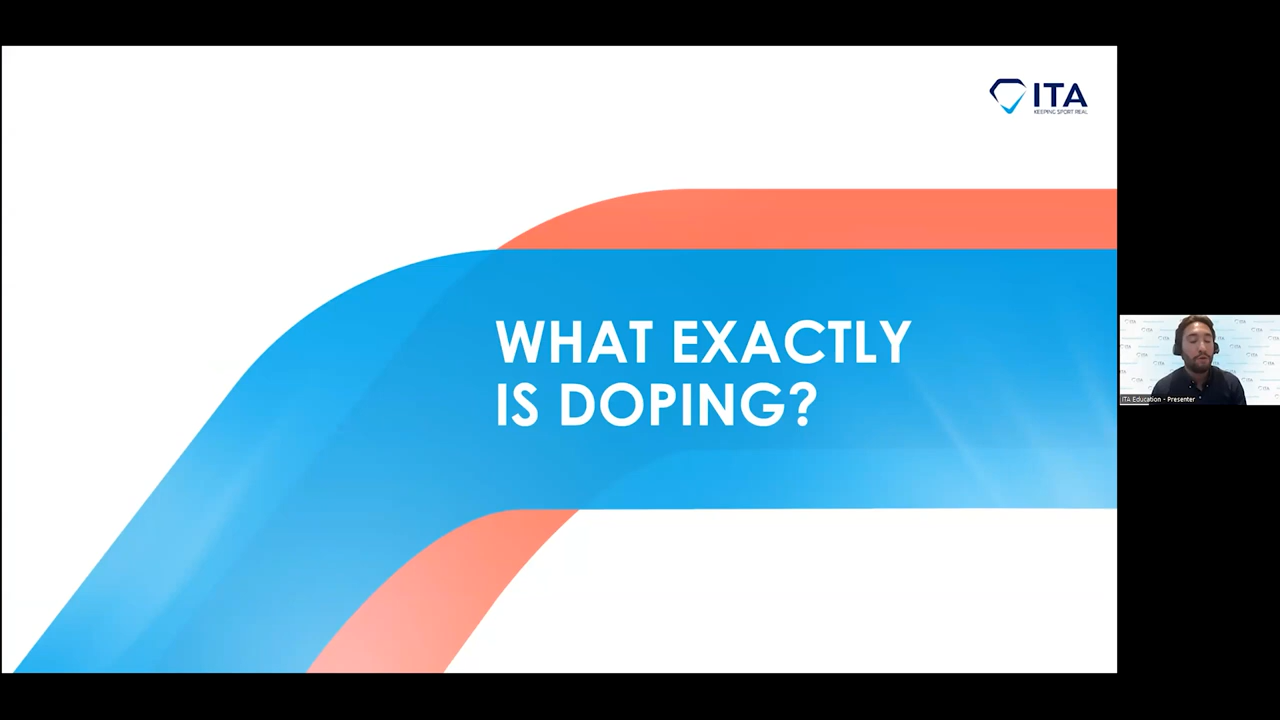 ITA
KEEPING SPORT REAL
WHAT EXACTLY
IS DOPING?
ITA Education - Presenter